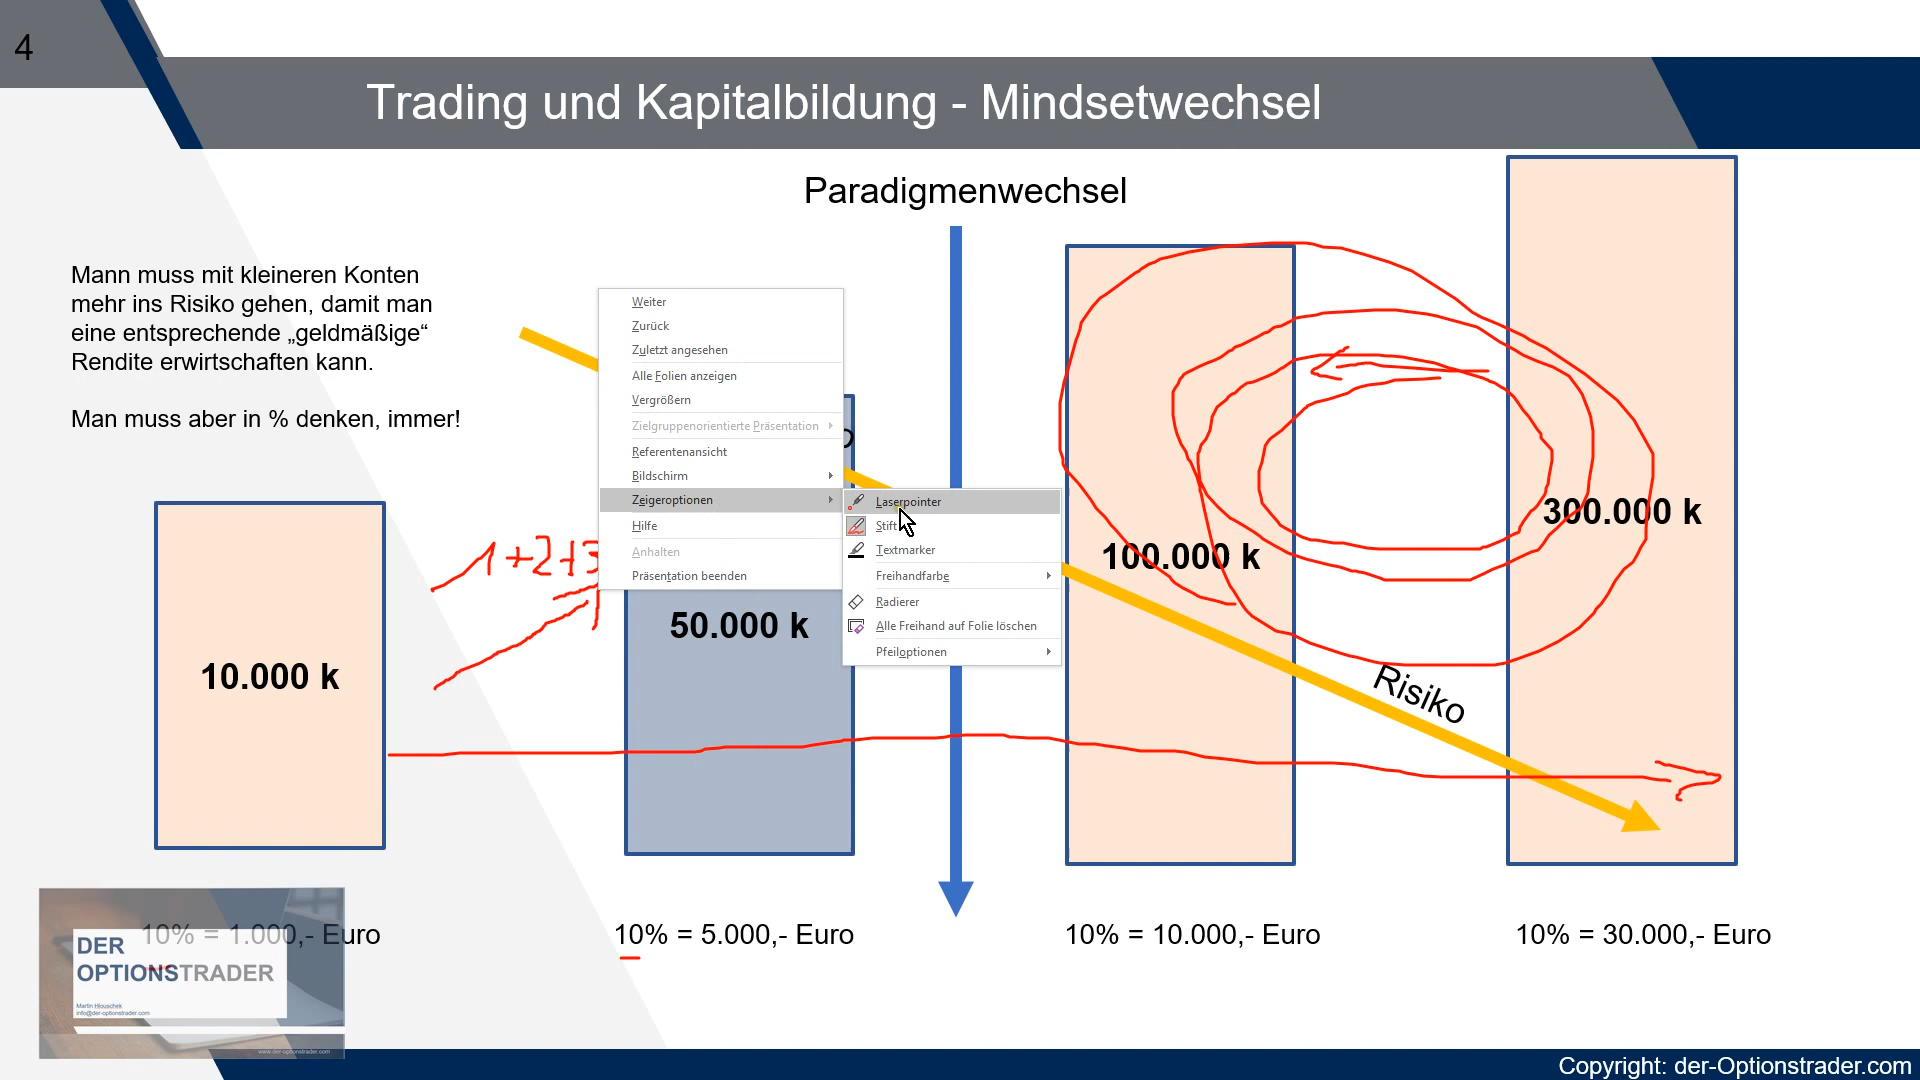 4
Trading und Kapitalbildung - Mindsetwechsel
Paradigmenwechsel
Mann muss mit kleineren Konten
mehr ins Risiko gehen, damit man
eine entsprechende „geldmäßige“
Rendite erwirtschaften kann.
Man muss aber in % denken, immer!
Weiter
Zurück
Zuletzt angesehen
Alle Folien anzeigen
Vergrößern
Zielgruppenorientierte Präsentation
Referentenansicht
Bildschirm
Zeigeroptionen
Hilfe
Anhalten
Präsentation beenden
Laserpointer
Stift
Textmarker
Freihandfarbe
Radierer
Alle Freihand auf Folie löschen
Pfeiloptionen
1+2+3
10.000 k
50.000 k
100.000 k
300.000 k
Risiko
10% = 1.000,- Euro
10% = 5.000,- Euro
10% = 10.000,- Euro
10% = 30.000,- Euro
DER
OPTIONSTRADER
Martin Hlouschek
info@der-optionstrader.com
www.der-optionstrader.com
Copyright: der-Optionstrader.com